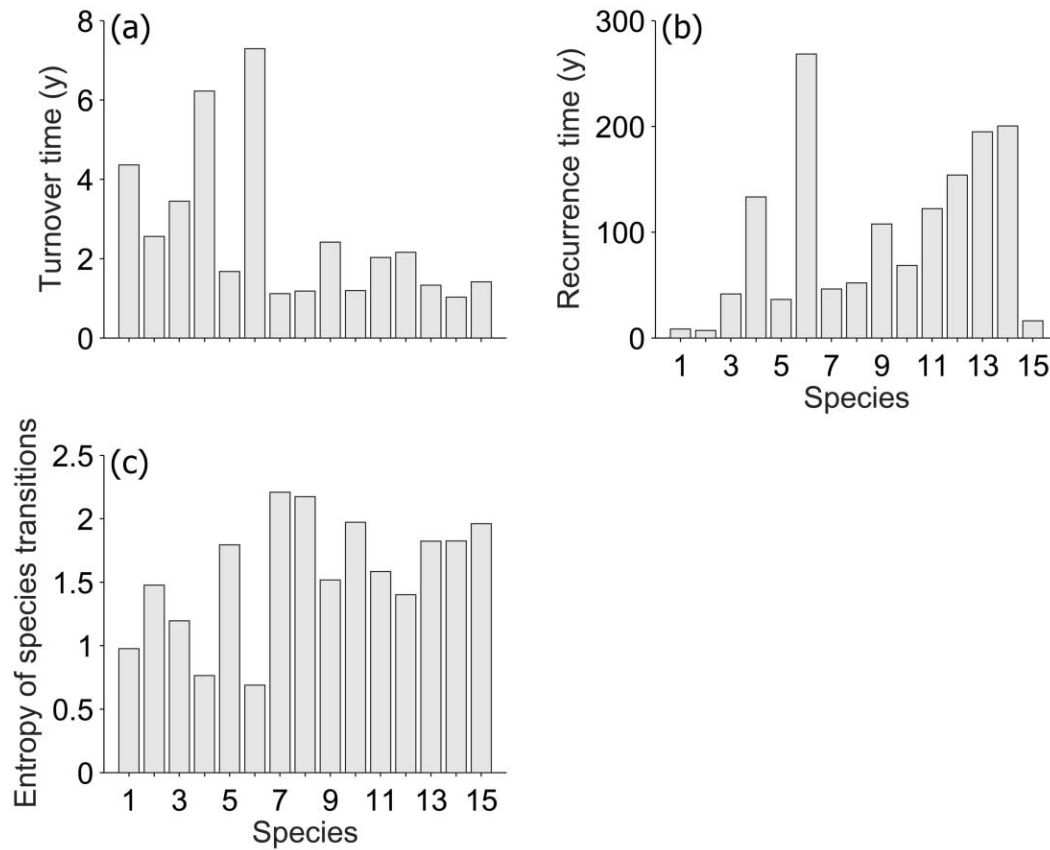 (a)
Turnover time (y)
8
6
4
2
0
(b)
Recurrence time (y)
300
200
100
0
1 3 5 7 9 11 13 15
Species
(c)
Entropy of species transitions
2.5
2
1.5
1
0.5
0
1 3 5 7 9 11 13 15
Species